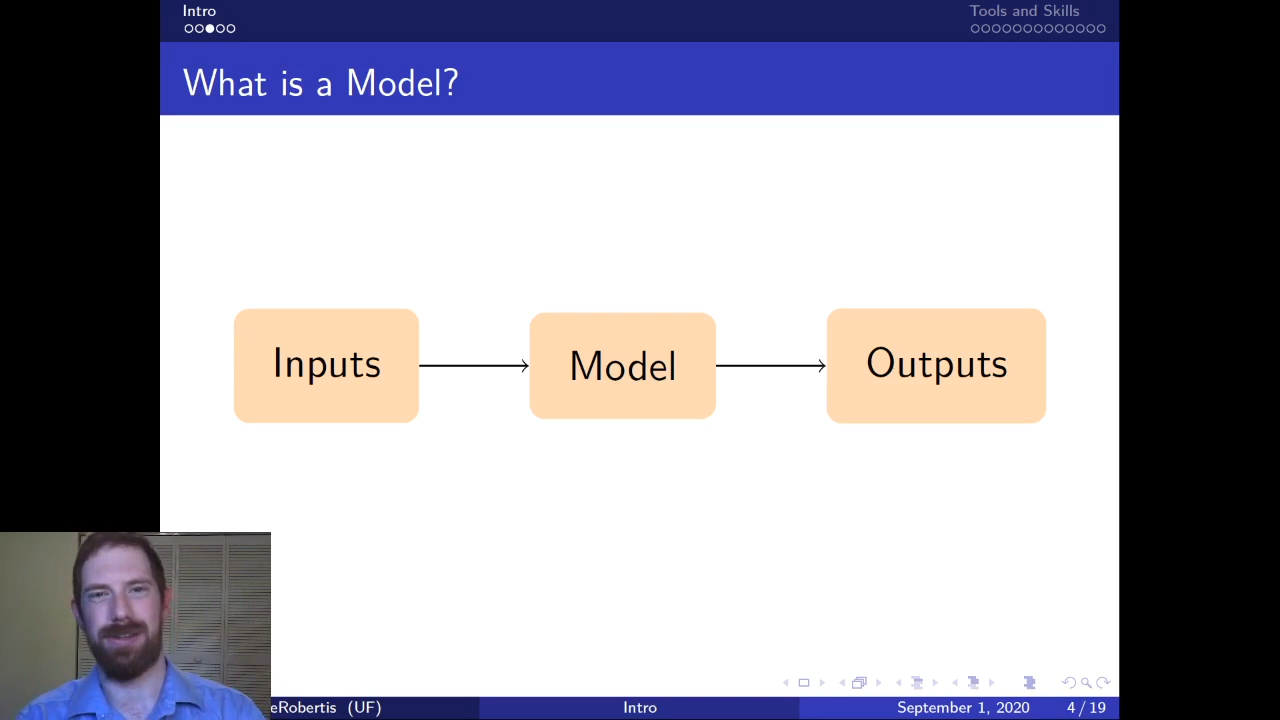 Intro
Tools and Skills
What is a Model?
Inputs
Model
Outputs
eRobertis (UF)
Intro
September 1, 2020
4 / 19